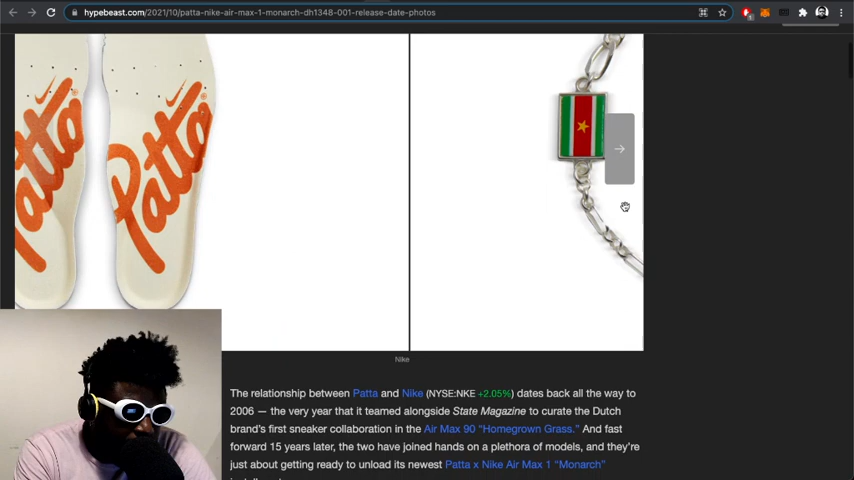 hypebeast.com/2021/10/patta-nike-air-max-1-monarch-dh1348-001-release-date-photos
Patta
Patta
Nike
The relationship between Patta and Nike (NYSE:NKE +2.05%) dates back all the way to
2006 — the very year that it teamed alongside State Magazine to curate the Dutch
brand's first sneaker collaboration in the Air Max 90 "Homegrown Grass." And fast
forward 15 years later, the two have joined hands on a plethora of models, and they're
just about getting ready to unload its newest Patta x Nike Air Max 1 "Monarch"